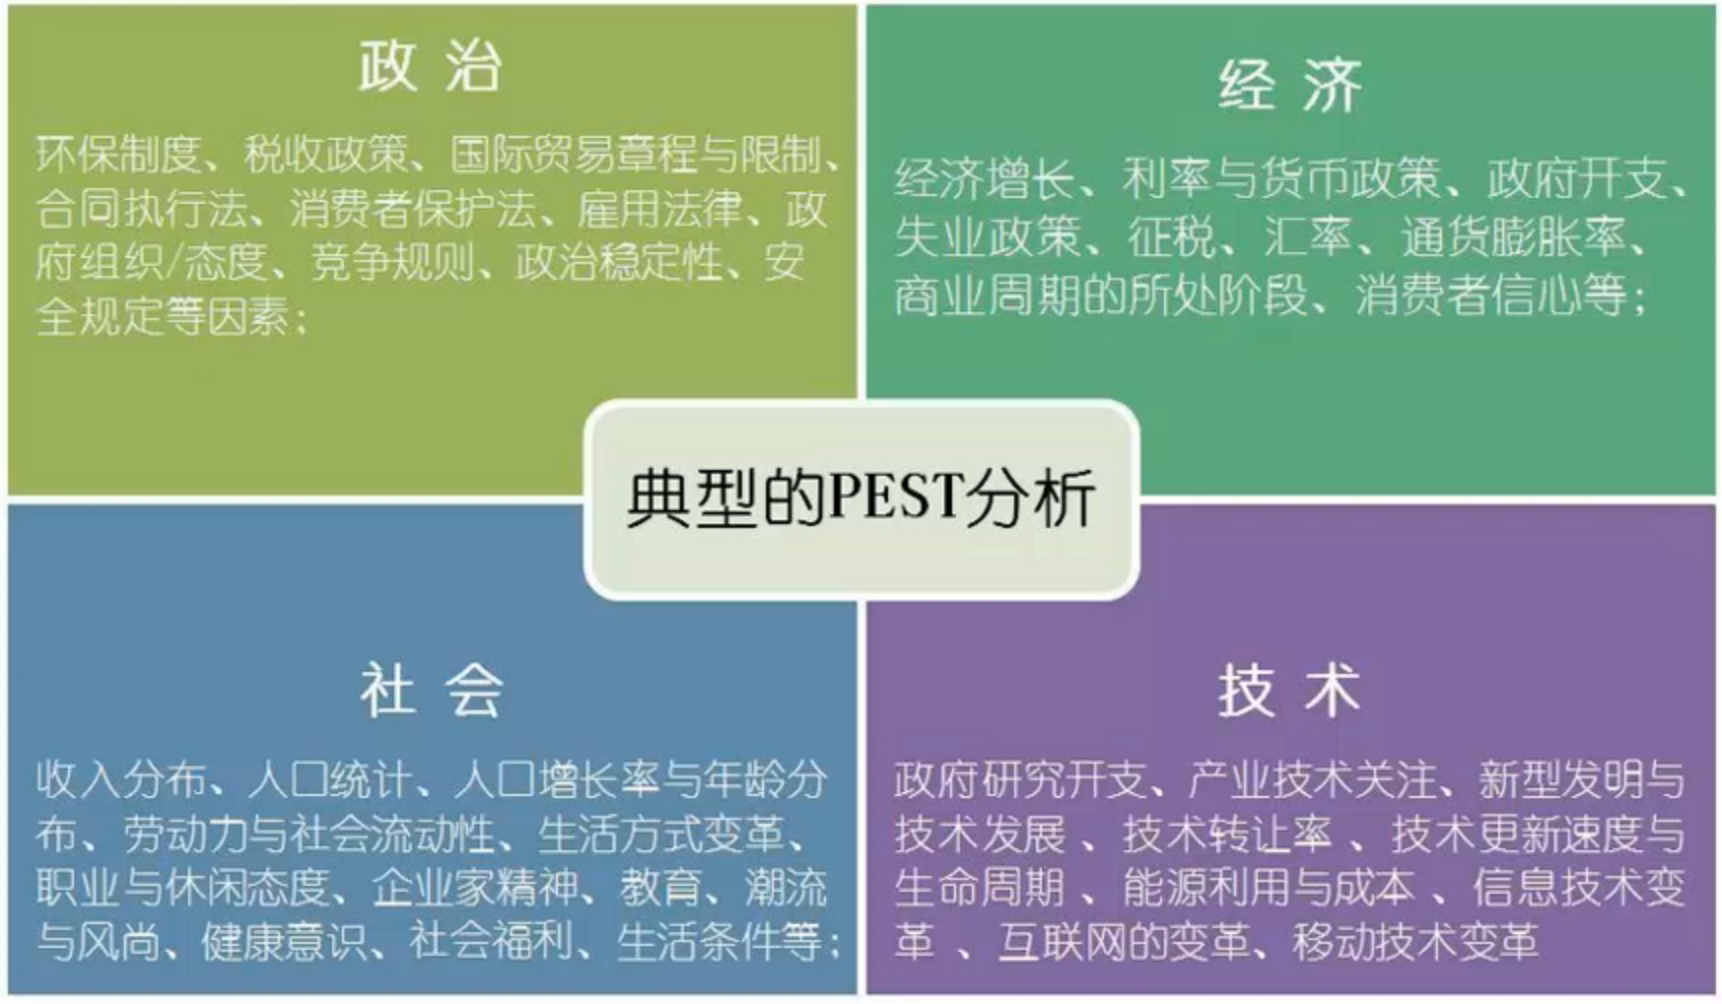 政 治
环保制度、税收政策、国际贸易章程与限制、
合同执行法、消费者保护法、雇用法律、政
府组织/态度、竞争规则、政治稳定性、安
全规定等因素；
经 济
经济增长、利率与货币政策、政府开支、
失业政策、征税、汇率、通货膨胀率、
商业周期的所处阶段、消费者信心等；
典型的PEST分析
社 会
收入分布、人口统计、人口增长率与年龄分
布、劳动力与社会流动性、生活方式变革、
职业与休闲态度、企业家精神、教育、潮流
与风尚、健康意识、社会福利、生活条件等；
技 术
政府研究开支、产业技术关注、新型发明与
技术发展 、技术转让率 、技术更新速度与
生命周期 、能源利用与成本 、信息技术变
革 、互联网的变革、移动技术变革